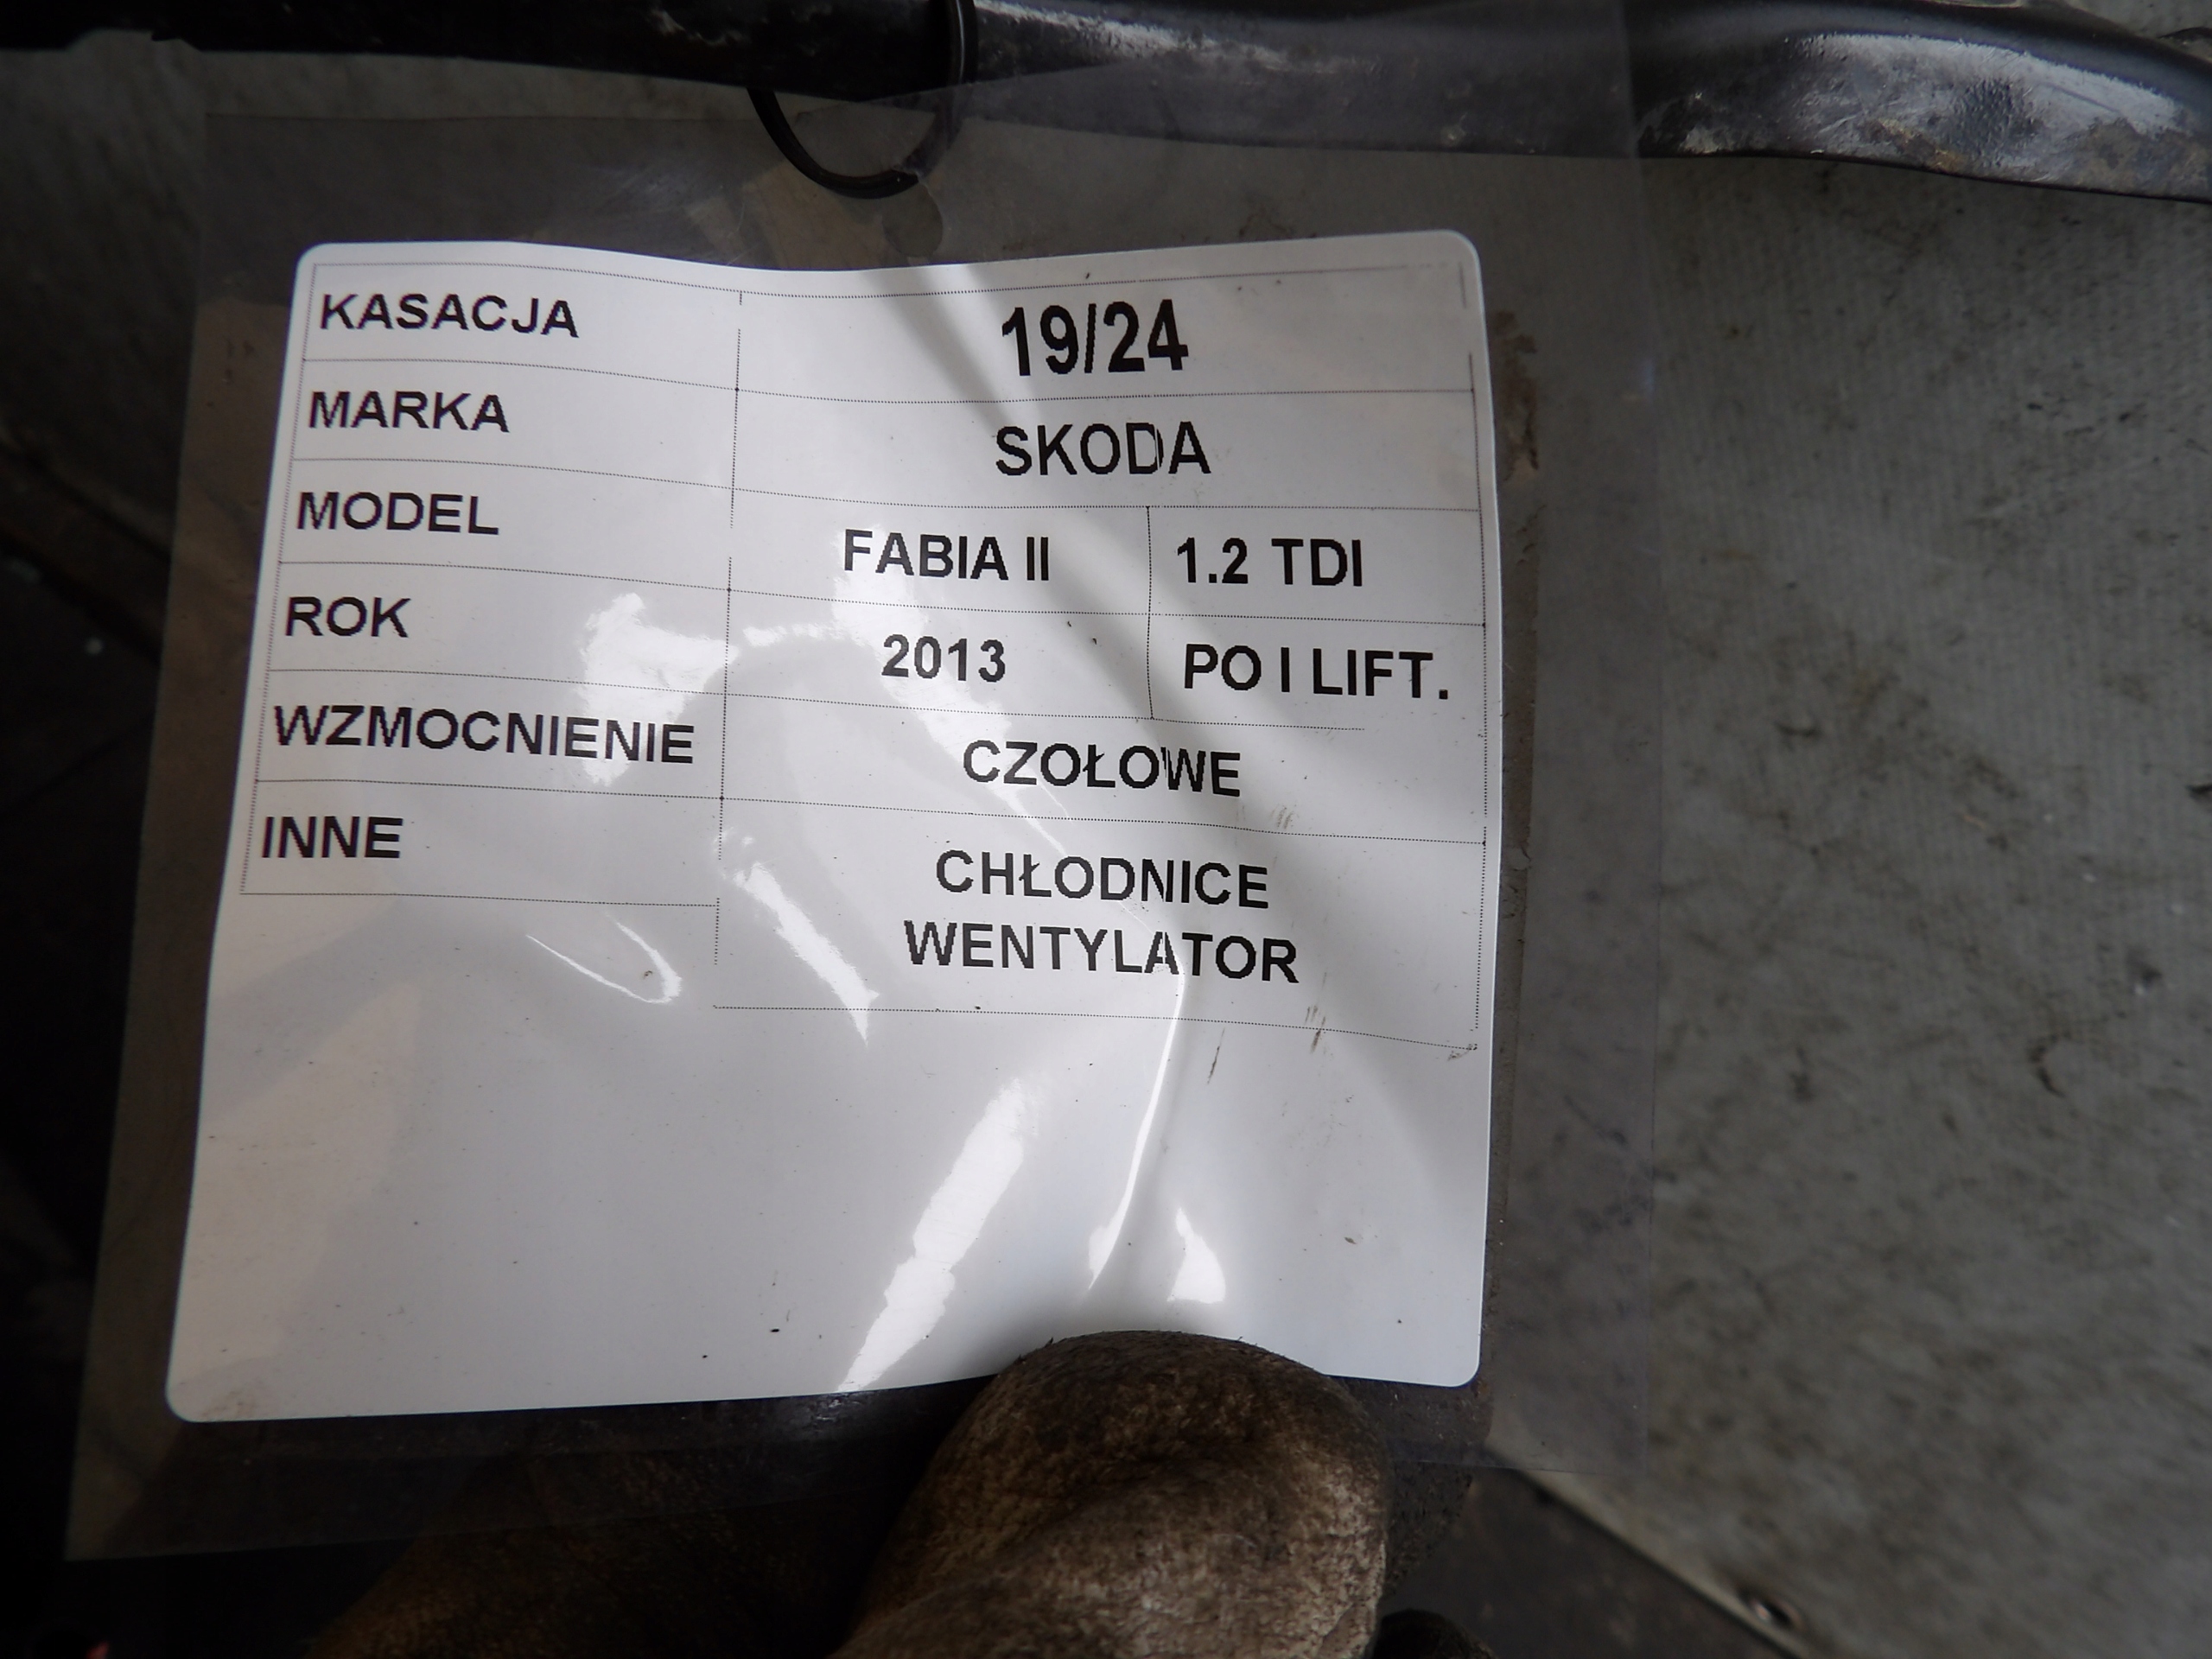 KASACJA 19/24
MARKA SKODA
MODEL FABIA II 1.2 TDI
ROK 2013 PO I LIFT.
WZMOCNIENIE CZOŁOWE
INNE CHŁODNICE
WENTYLATOR